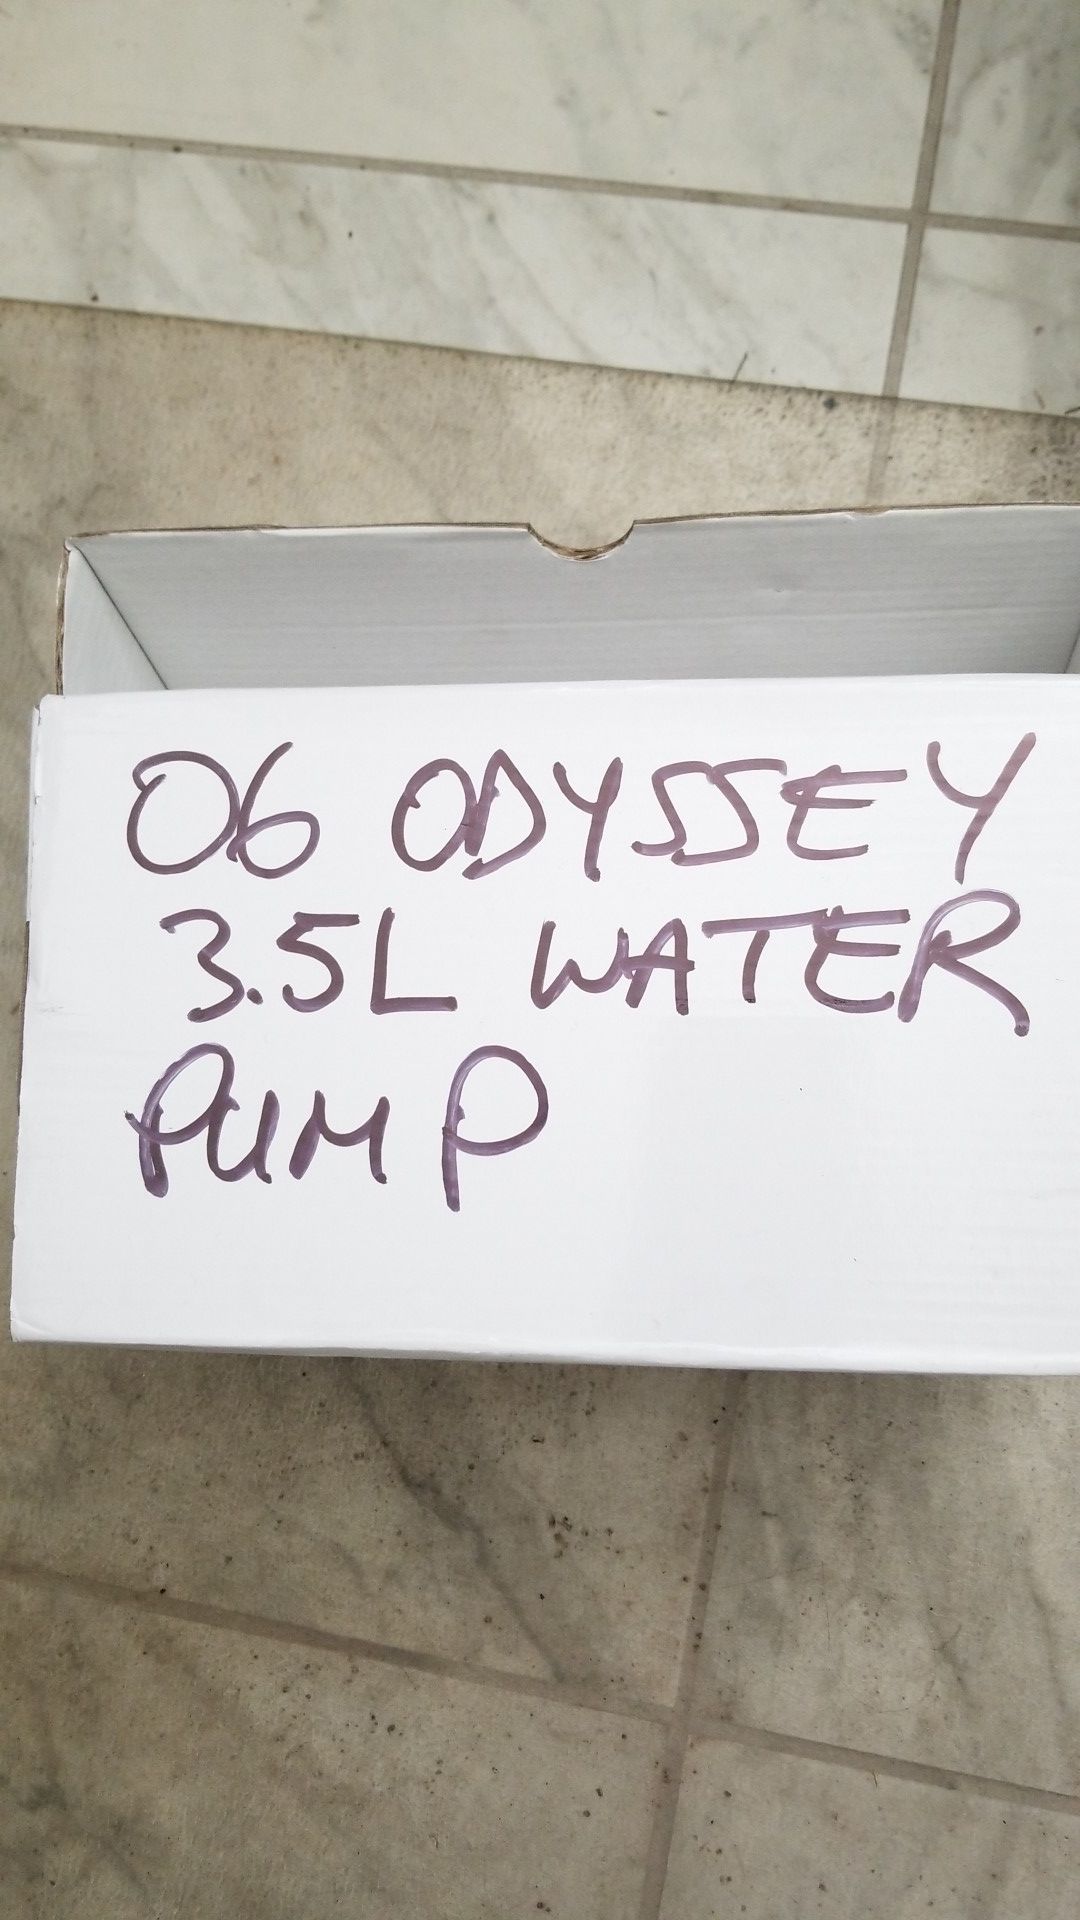 06 ODYSSEY
3.5L WATER
PUMP